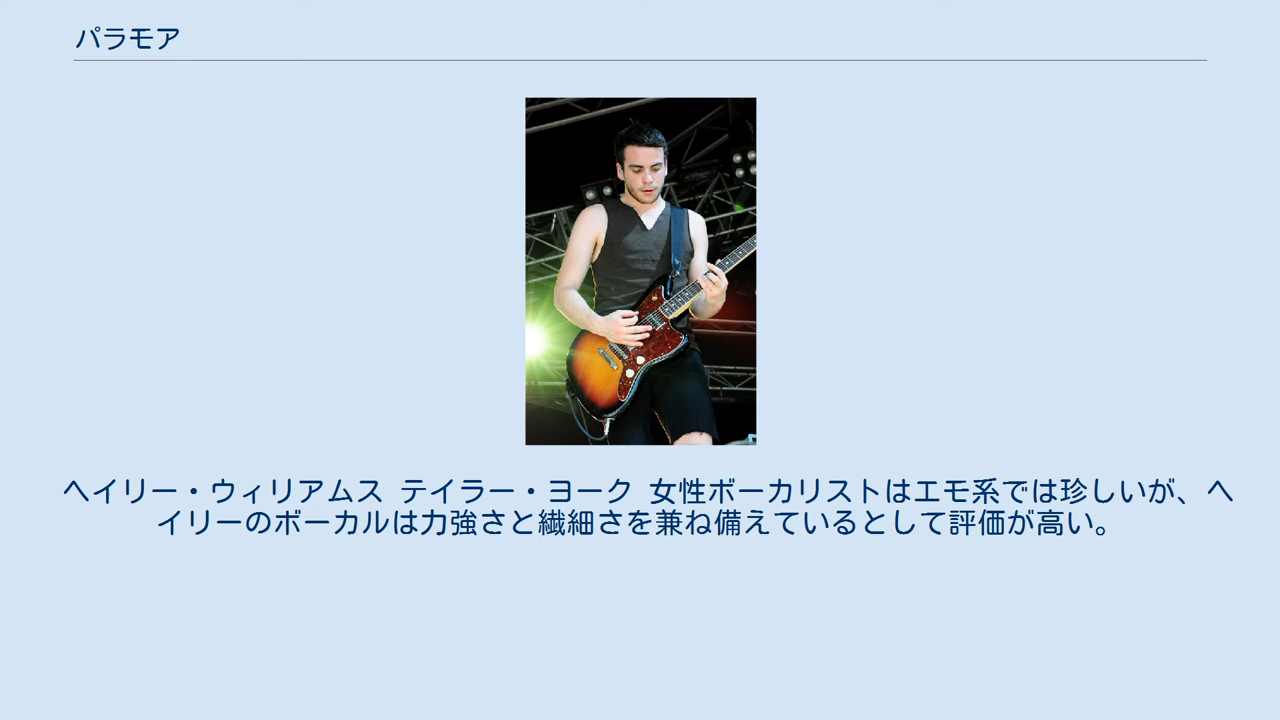 パラモア
ヘイリー・ウィリアムス テイラー・ヨーク 女性ボーカリストはエモ系では珍しいが、ヘ
イリーのボーカルは力強さと繊細さを兼ね備えているとして評価が高い。